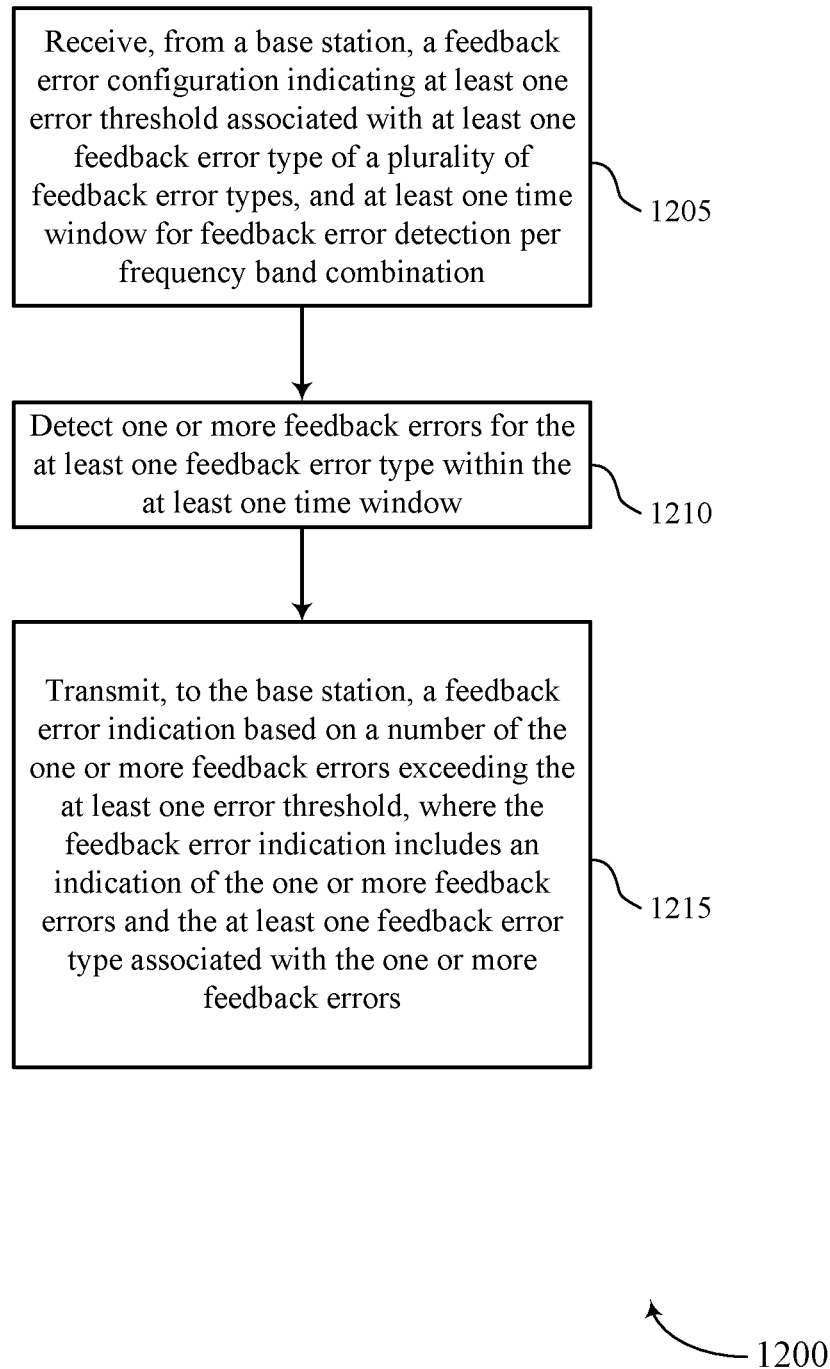 Receive, from a base station, a feedback
error configuration indicating at least one
error threshold associated with at least one
feedback error type of a plurality of
feedback error types, and at least one time
window for feedback error detection per
frequency band combination
1205
Detect one or more feedback errors for the
at least one feedback error type within the
at least one time window
1210
Transmit, to the base station, a feedback
error indication based on a number of the
one or more feedback errors exceeding the
at least one error threshold, where the
feedback error indication includes an
indication of the one or more feedback
errors and the at least one feedback error
type associated with the one or more
feedback errors
1215
1200